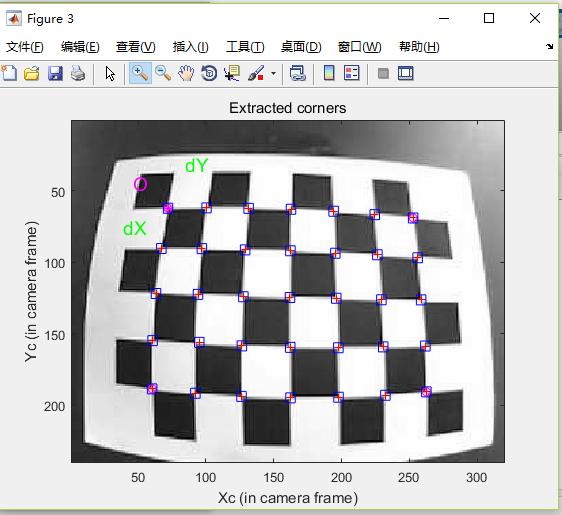 Figure 3
文件(F) 编辑(E) 查看(V) 插入(I) 工具(T) 桌面(D) 窗口(W) 帮助(H)
Extracted corners
dY
dX
O
Yc (in camera frame)
50
100
150
200
50 100 150 200 250 300
Xc (in camera frame)